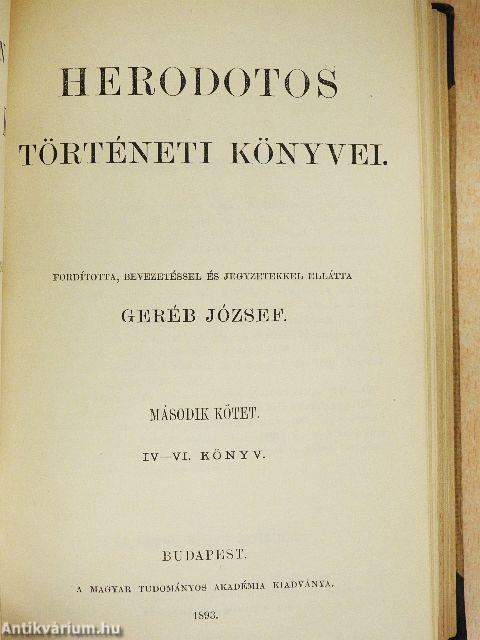 HERODOTOS
TÖRTÉNETI KÖNYVEI.
FORDÍTOTTA, BEVEZETÉSSEL ÉS JEGYZETEKKEL ELLÁTTA
GERÉB JÓZSEF.
MÁSODIK KÖTET.
IV—VI. KÖNYV.
BUDAPEST.
A MAGYAR TUDOMÁNYOS AKADÉMIA KIADVÁNYA.
1893.
Antikvárium.hu